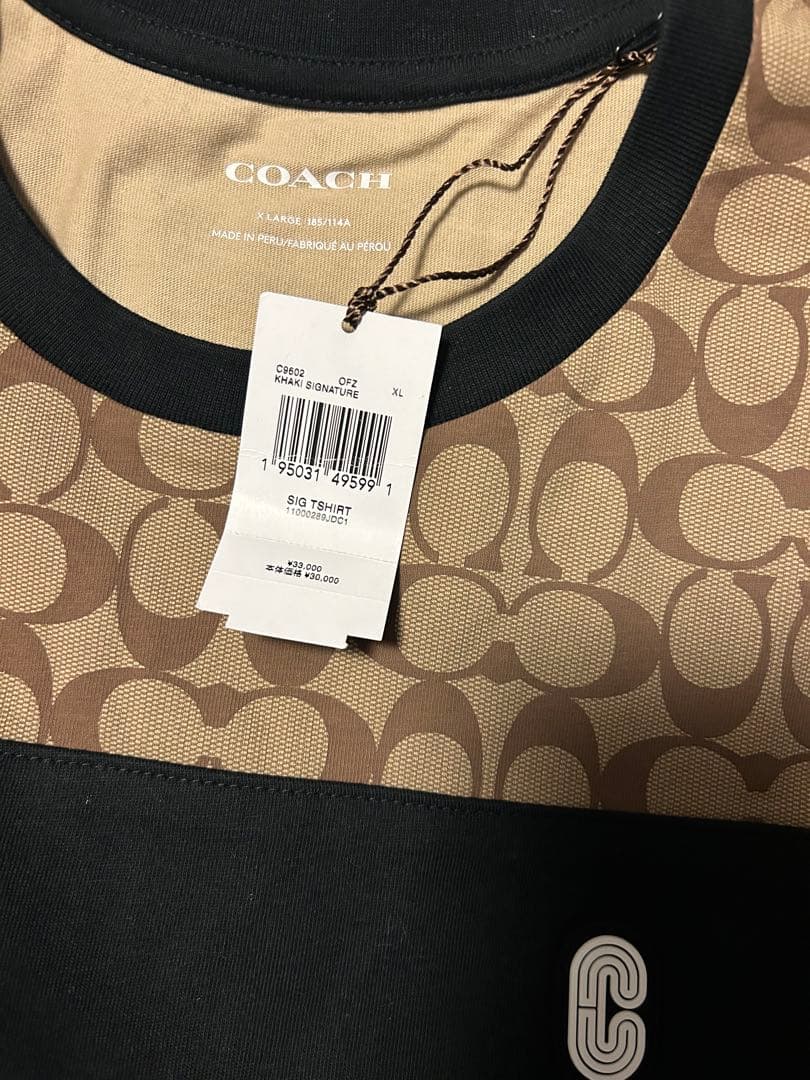 COACH
X LARGE 185/114A
MADE IN PERU/FABRIQUÉ AU PÉROU
C9602 OFZ XL
KHAKI SIGNATURE
1 95031 49599 1
SIG TSHIRT
11000289JDC1
¥33,000
本体価格 ¥30,000